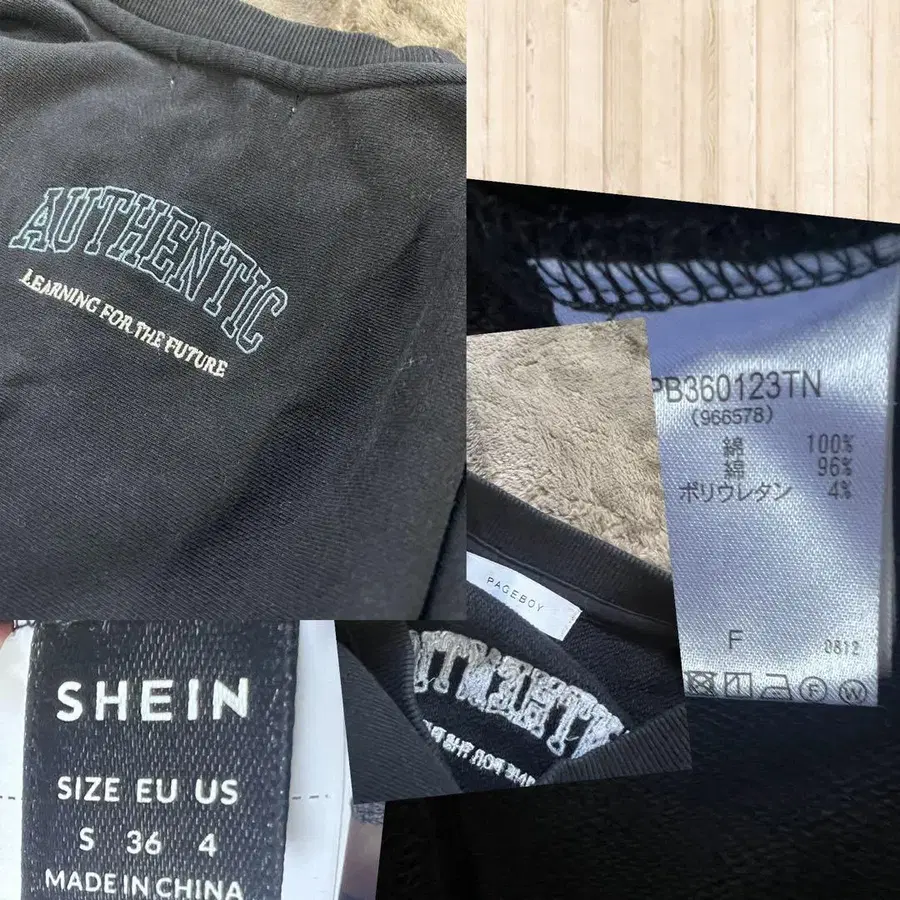 AUTHENTIC
LEARNING FOR THE FUTURE
PB360123TN
(966578)
綿 100%
綿 96%
ポリウレタン 4%
F 0812
F W
PAGEBOY
SHEIN
SIZE EU US
S 36 4
MADE IN CHINA